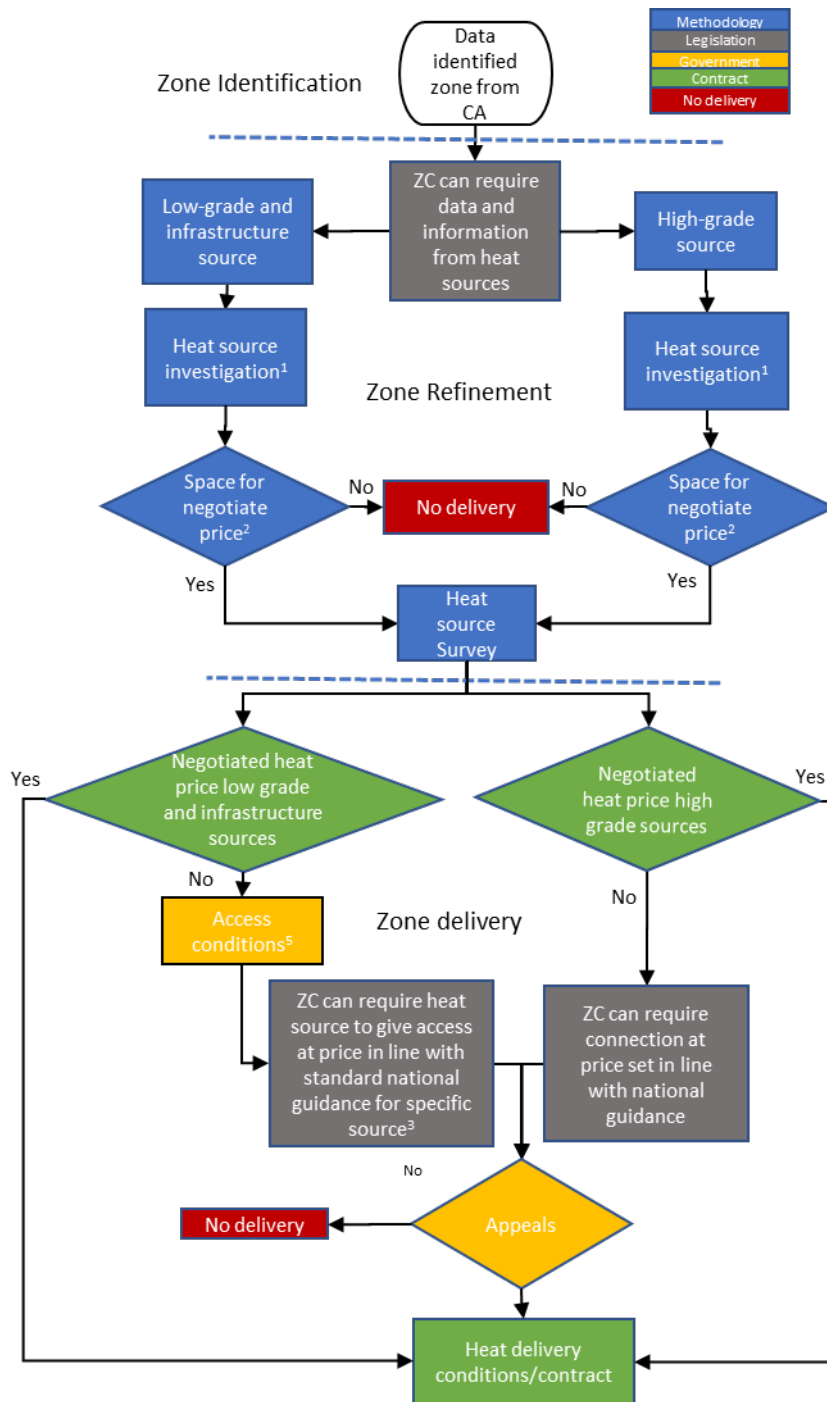 Data
identified
zone from
CA
Methodology
Legislation
Government
Contract
No delivery
Zone Identification
ZC can require
data and
information
from heat
sources
Low-grade and
infrastructure
source
High-grade
source
Heat source
investigation1
Heat source
investigation1
Zone Refinement
Space for
negotiate
price2
No
No delivery
No
Space for
negotiate
price2
Yes
Yes
Heat
source
Survey
Yes
Negotiated heat
price low grade
and infrastructure
sources
Negotiated
heat price high
grade sources
Yes
No
No
Access
conditions5
Zone delivery
ZC can require heat
source to give access
at price in line with
standard national
guidance for specific
source3
ZC can require
connection at
price set in line
with national
guidance
No
No delivery
Appeals
Heat delivery
conditions/contract